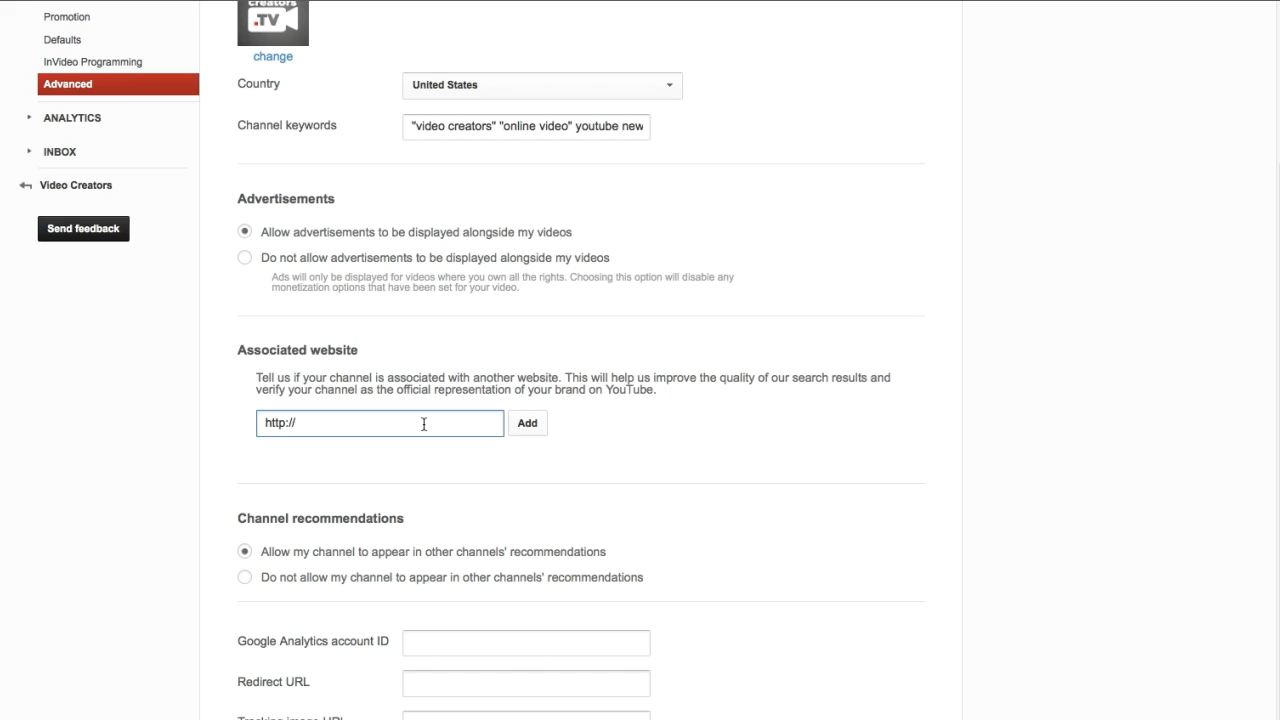 Promotion
Defaults
InVideo Programming
Advanced
ANALYTICS
INBOX
Video Creators
Send feedback
creators
.TV
change
Country
United States
Channel keywords
"video creators" "online video" youtube new
Advertisements
Allow advertisements to be displayed alongside my videos
Do not allow advertisements to be displayed alongside my videos
Ads will only be displayed for videos where you own all the rights. Choosing this option will disable any
monetization options that have been set for your video.
Associated website
Tell us if your channel is associated with another website. This will help us improve the quality of our search results and
verify your channel as the official representation of your brand on YouTube.
http://
Add
Channel recommendations
Allow my channel to appear in other channels' recommendations
Do not allow my channel to appear in other channels' recommendations
Google Analytics account ID
Redirect URL
Tracking image URL